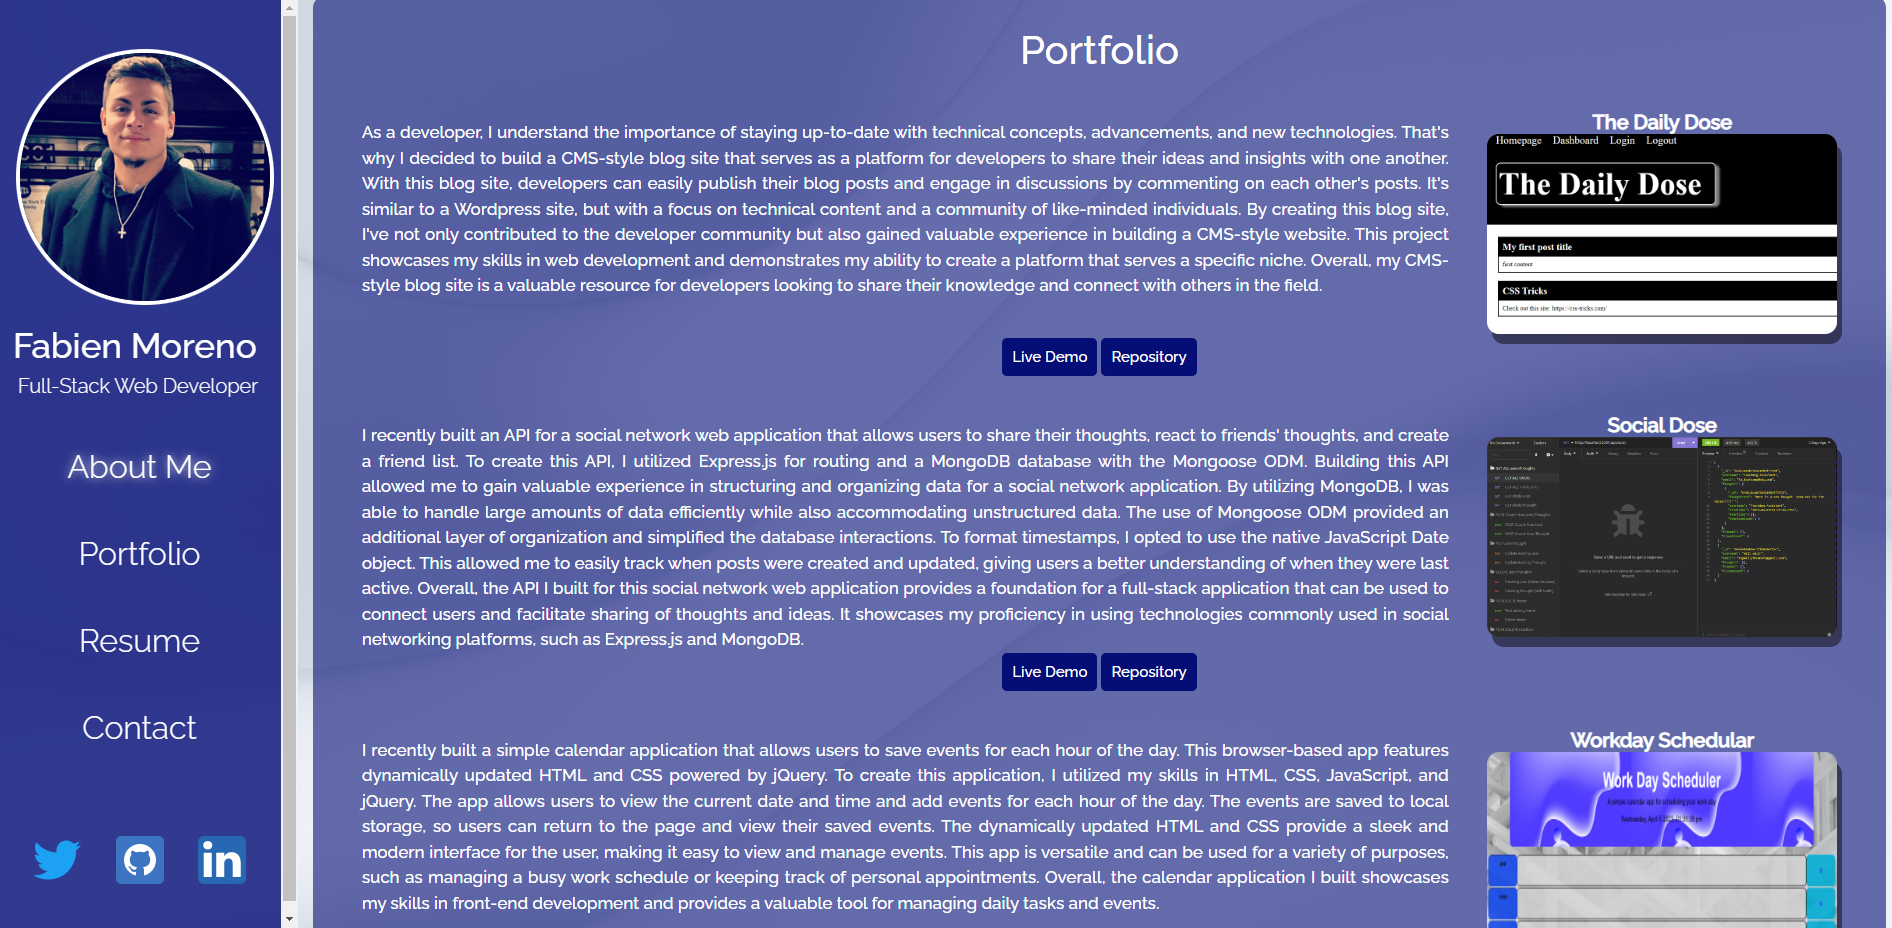 Fabien Moreno
Full-Stack Web Developer
About Me
Portfolio
Resume
Contact
in
Portfolio
As a developer, I understand the importance of staying up-to-date with technical concepts, advancements, and new technologies. That's
why I decided to build a CMS-style blog site that serves as a platform for developers to share their ideas and insights with one another.
With this blog site, developers can easily publish their blog posts and engage in discussions by commenting on each other's posts. It's
similar to a Wordpress site, but with a focus on technical content and a community of like-minded individuals. By creating this blog site,
I've not only contributed to the developer community but also gained valuable experience in building a CMS-style website. This project
showcases my skills in web development and demonstrates my ability to create a platform that serves a specific niche. Overall, my CMS-
style blog site is a valuable resource for developers looking to share their knowledge and connect with others in the field.
Live Demo Repository
The Daily Dose
Homepage Dashboard Login Logout
The Daily Dose
My first post title
first content
CSS Tricks
Check out this site: https://css-tricks.com/
I recently built an API for a social network web application that allows users to share their thoughts, react to friends' thoughts, and create
a friend list. To create this API, I utilized Express.js for routing and a MongoDB database with the Mongoose ODM. Building this API
allowed me to gain valuable experience in structuring and organizing data for a social network application. By utilizing MongoDB, I was
able to handle large amounts of data efficiently while also accommodating unstructured data. The use of Mongoose ODM provided an
additional layer of organization and simplified the database interactions. To format timestamps, I opted to use the native JavaScript Date
object. This allowed me to easily track when posts were created and updated, giving users a better understanding of when they were last
active. Overall, the API I built for this social network web application provides a foundation for a full-stack application that can be used to
connect users and facilitate sharing of thoughts and ideas. It showcases my proficiency in using technologies commonly used in social
networking platforms, such as Express.js and MongoDB.
Live Demo Repository
Social Dose
Enter a URL and send to get a response
I recently built a simple calendar application that allows users to save events for each hour of the day. This browser-based app features
dynamically updated HTML and CSS powered by jQuery. To create this application, I utilized my skills in HTML, CSS, JavaScript, and
jQuery. The app allows users to view the current date and time and add events for each hour of the day. The events are saved to local
storage, so users can return to the page and view their saved events. The dynamically updated HTML and CSS provide a sleek and
modern interface for the user, making it easy to view and manage events. This app is versatile and can be used for a variety of purposes,
such as managing a busy work schedule or keeping track of personal appointments. Overall, the calendar application I built showcases
my skills in front-end development and provides a valuable tool for managing daily tasks and events.
Workday Schedular
Work Day Scheduler
A simple calendar app for scheduling your work day